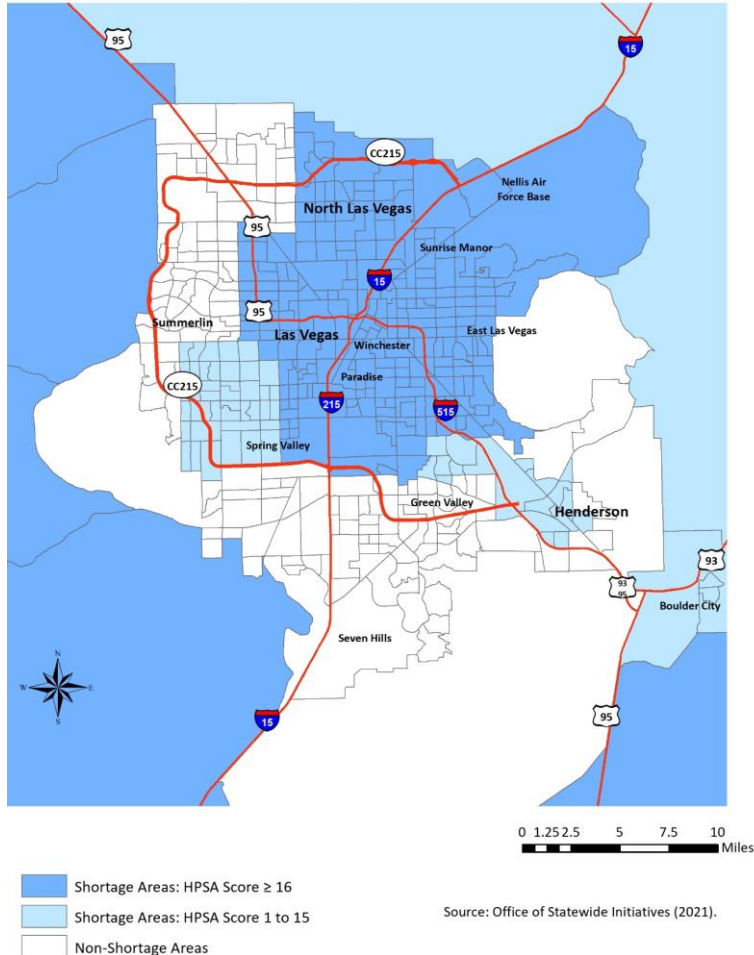 95
15
CC215
Nellis Air
Force Base
North Las Vegas
95
Sunrise Manor
15
95
Summerlin
Las Vegas
East Las Vegas
Winchester
CC215
Paradise
215
515
Spring Valley
Green Valley
Henderson
93
93
95
Boulder City
Seven Hills
N
W
E
S
15
95
0 1.25 2.5 5 7.5 10
Miles
Shortage Areas: HPSA Score ≥ 16
Shortage Areas: HPSA Score 1 to 15
Source: Office of Statewide Initiatives (2021).
Non-Shortage Areas